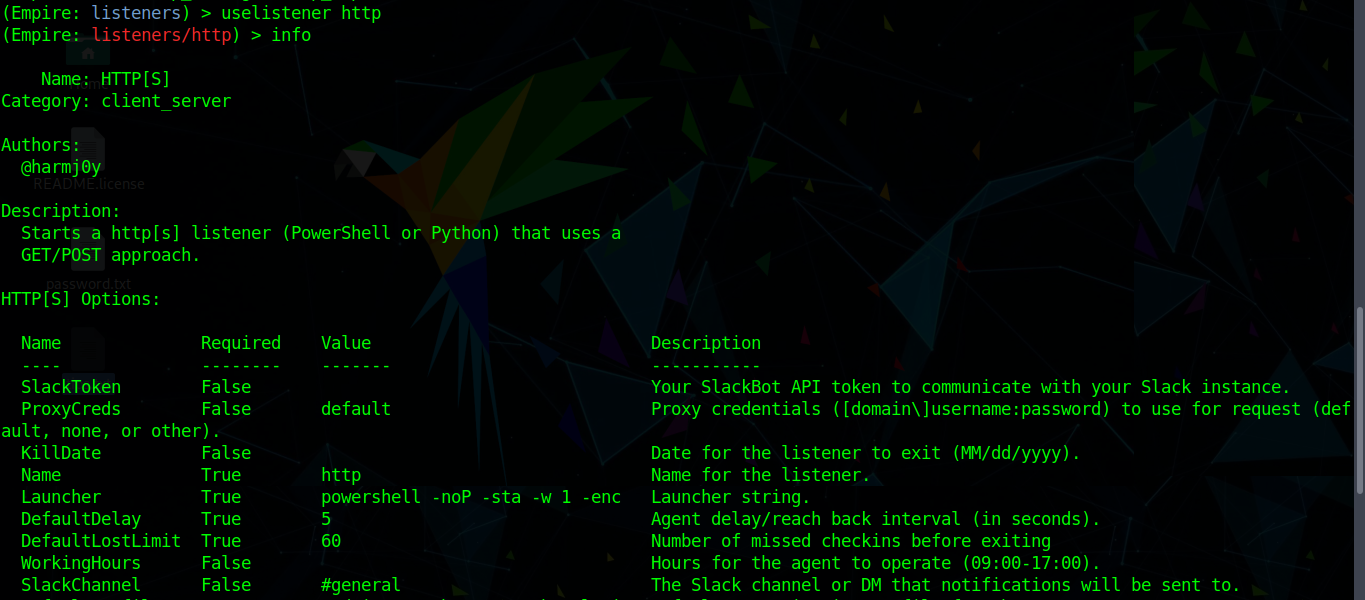 (Empire: listeners) > uselistener http
(Empire: listeners/http) > info
Name: HTTP[S]
Category: client_server
Authors:
@harmj0y
README.license
Description:
Starts a http[s] listener (PowerShell or Python) that uses a
GET/POST approach.
password.txt
HTTP[S] Options:
Name Required Value Description
---- -------- ------- -----------
SlackToken False Your SlackBot API token to communicate with your Slack instance.
ProxyCreds False default Proxy credentials ([domain\]username:password) to use for request (def
ault, none, or other).
KillDate False Date for the listener to exit (MM/dd/yyyy).
Name True http Name for the listener.
Launcher True powershell -noP -sta -w 1 -enc Launcher string.
DefaultDelay True 5 Agent delay/reach back interval (in seconds).
DefaultLostLimit True 60 Number of missed checkins before exiting
WorkingHours False Hours for the agent to operate (09:00-17:00).
SlackChannel False #general The Slack channel or DM that notifications will be sent to.